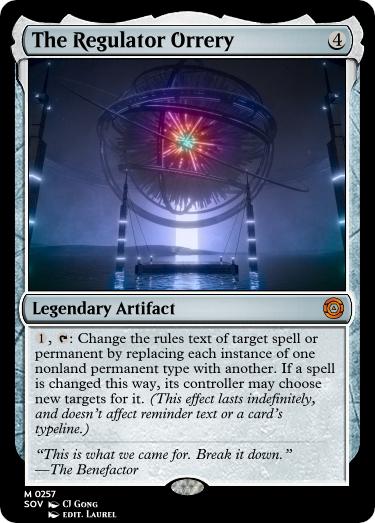 The Regulator Orrery 4
Legendary Artifact
1, T: Change the rules text of target spell or
permanent by replacing each instance of one
nonland permanent type with another. If a spell
is changed this way, its controller may choose
new targets for it. (This effect lasts indefinitely,
and doesn't affect reminder text or a card's
typeline.)
"This is what we came for. Break it down."
—The Benefactor
M 0257
SOV CJ Gong
edit. Laurel